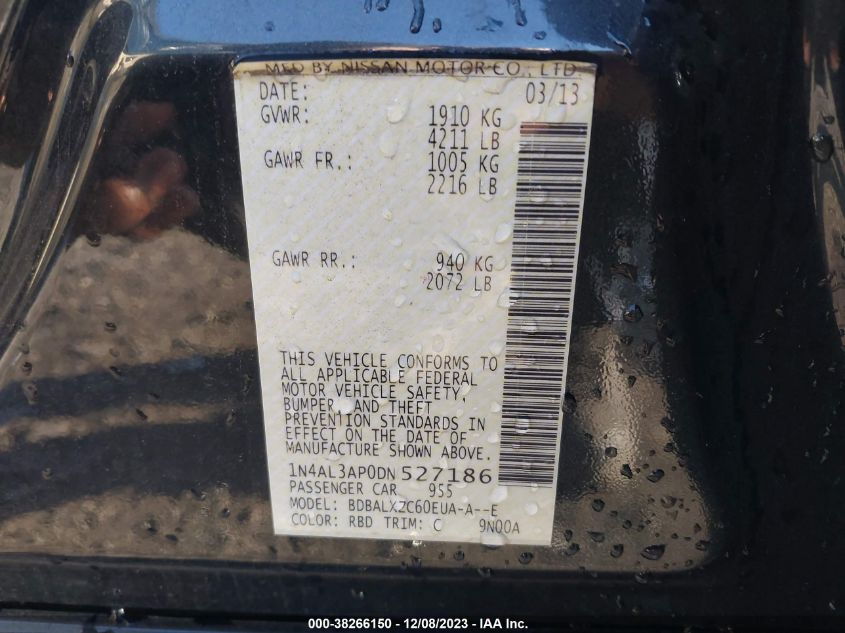 MFD BY NISSAN MOTOR CO., LTD.
DATE: 03/13
GVWR: 1910 KG
4211 LB
GAWR FR.: 1005 KG
2216 LB
GAWR RR.: 940 KG
2072 LB
THIS VEHICLE CONFORMS TO
ALL APPLICABLE FEDERAL
MOTOR VEHICLE SAFETY,
BUMPER, AND THEFT
PREVENTION STANDARDS IN
EFFECT ON THE DATE OF
MANUFACTURE SHOWN ABOVE.
1N4AL3AP0DN527186
PASSENGER CAR 955
MODEL: BDBALXZC60EUA-A--E
COLOR: RBD TRIM: C 9N00A
000-38266150 - 12/08/2023 - IAA Inc.